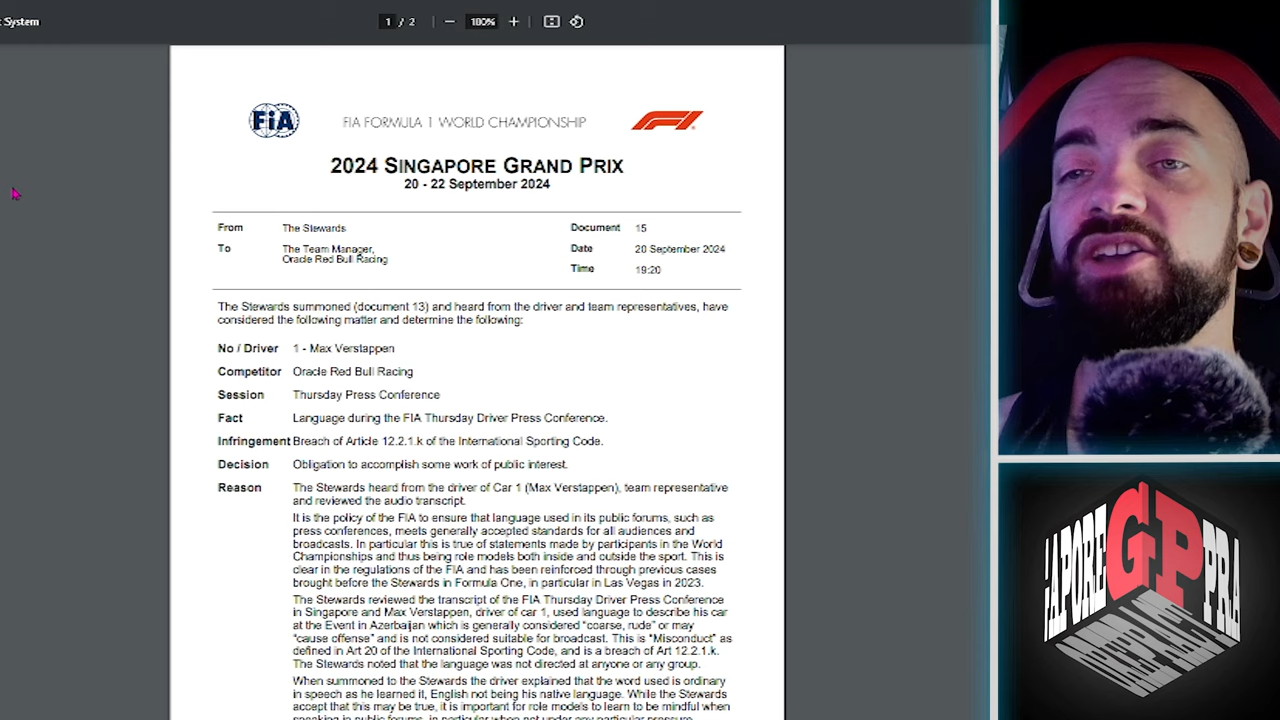 t System
1 / 2
180%
FiA
FIA FORMULA 1 WORLD CHAMPIONSHIP
F1
2024 SINGAPORE GRAND PRIX
20 - 22 September 2024
From The Stewards Document 15
To The Team Manager, Date 20 September 2024
Oracle Red Bull Racing
Time 19:20
The Stewards summoned (document 13) and heard from the driver and team representatives, have
considered the following matter and determine the following:
No / Driver 1 - Max Verstappen
Competitor Oracle Red Bull Racing
Session Thursday Press Conference
Fact Language during the FIA Thursday Driver Press Conference.
Infringement Breach of Article 12.2.1.k of the International Sporting Code.
Decision Obligation to accomplish some work of public interest.
Reason The Stewards heard from the driver of Car 1 (Max Verstappen), team representative
and reviewed the audio transcript.
It is the policy of the FIA to ensure that language used in its public forums, such as
press conferences, meets generally accepted standards for all audiences and
broadcasts. In particular this is true of statements made by participants in the World
Championships and thus being role models both inside and outside the sport. This is
clear in the regulations of the FIA and has been reinforced through previous cases
brought before the Stewards in Formula One, in particular in Las Vegas in 2023.
The Stewards reviewed the transcript of the FIA Thursday Driver Press Conference
in Singapore and Max Verstappen, driver of car 1, used language to describe his car
at the Event in Azerbaijan which is generally considered "coarse, rude" or may
"cause offense" and is not considered suitable for broadcast. This is "Misconduct" as
defined in Art 20 of the International Sporting Code, and is a breach of Art 12.2.1.k.
The Stewards noted that the language was not directed at anyone or any group.
When summoned to the Stewards the driver explained that the word used is ordinary
in speech as he learned it, English not being his native language. While the Stewards
accept that this may be true, it is important for role models to learn to be mindful when
speaking in public forums, in particular when not under any particular pressure.
APORE GP PRA